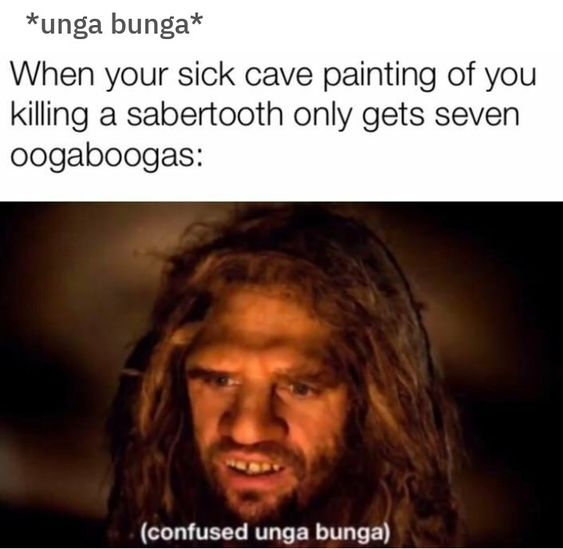 *unga bunga*
When your sick cave painting of you
killing a sabertooth only gets seven
oogaboogas:
(confused unga bunga)